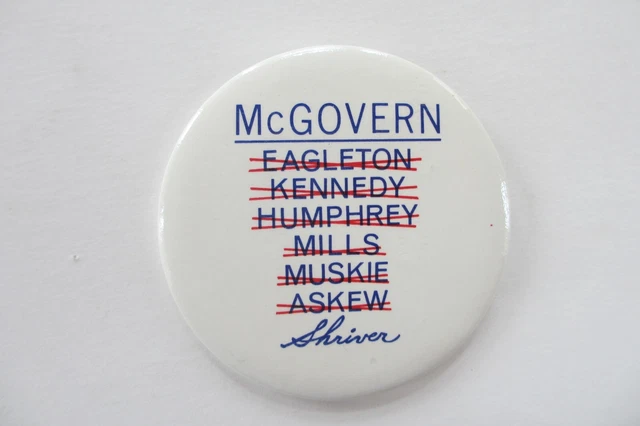 McGOVERN
EAGLETON
KENNEDY
HUMPHREY
MILLS
MUSKIE
ASKEW
Shriver